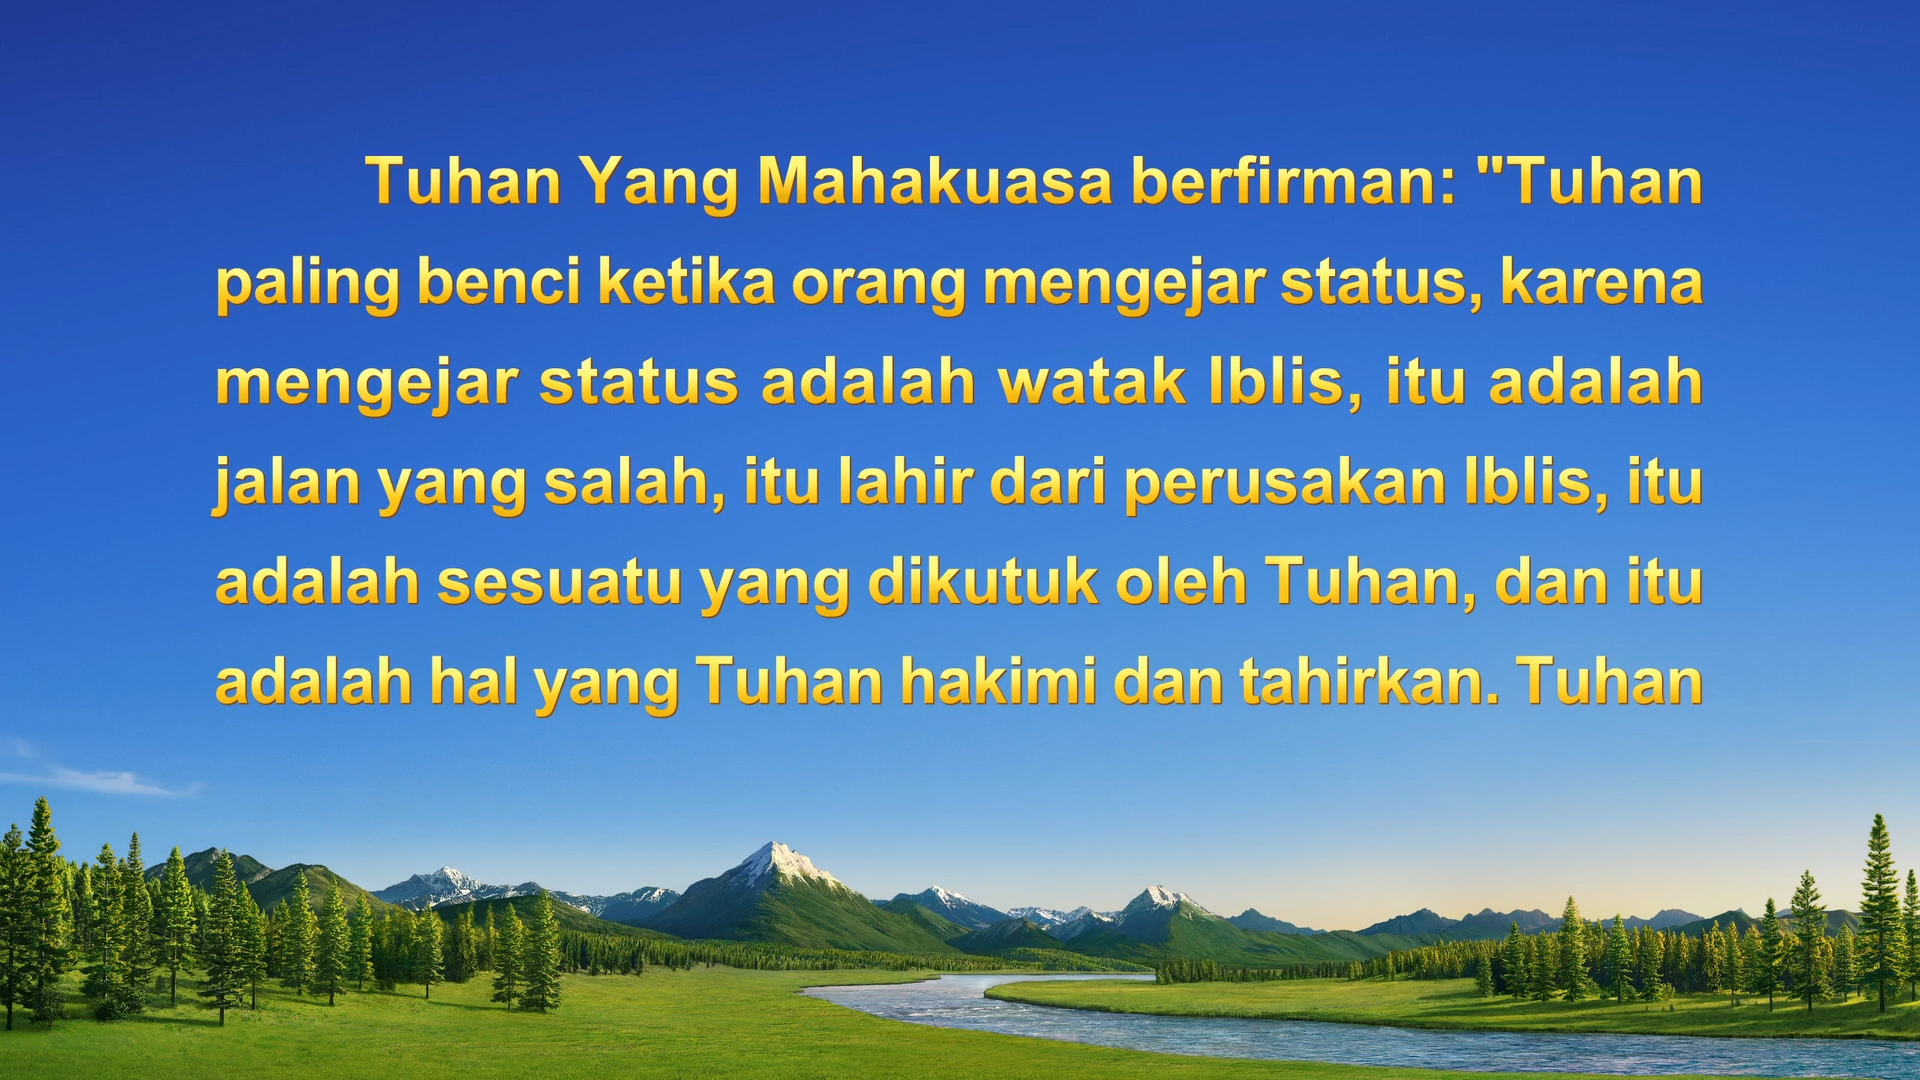 Tuhan Yang Mahakuasa berfirman: "Tuhan
paling benci ketika orang mengejar status, karena
mengejar status adalah watak Iblis, itu adalah
jalan yang salah, itu lahir dari perusakan Iblis, itu
adalah sesuatu yang dikutuk oleh Tuhan, dan itu
adalah hal yang Tuhan hakimi dan tahirkan. Tuhan